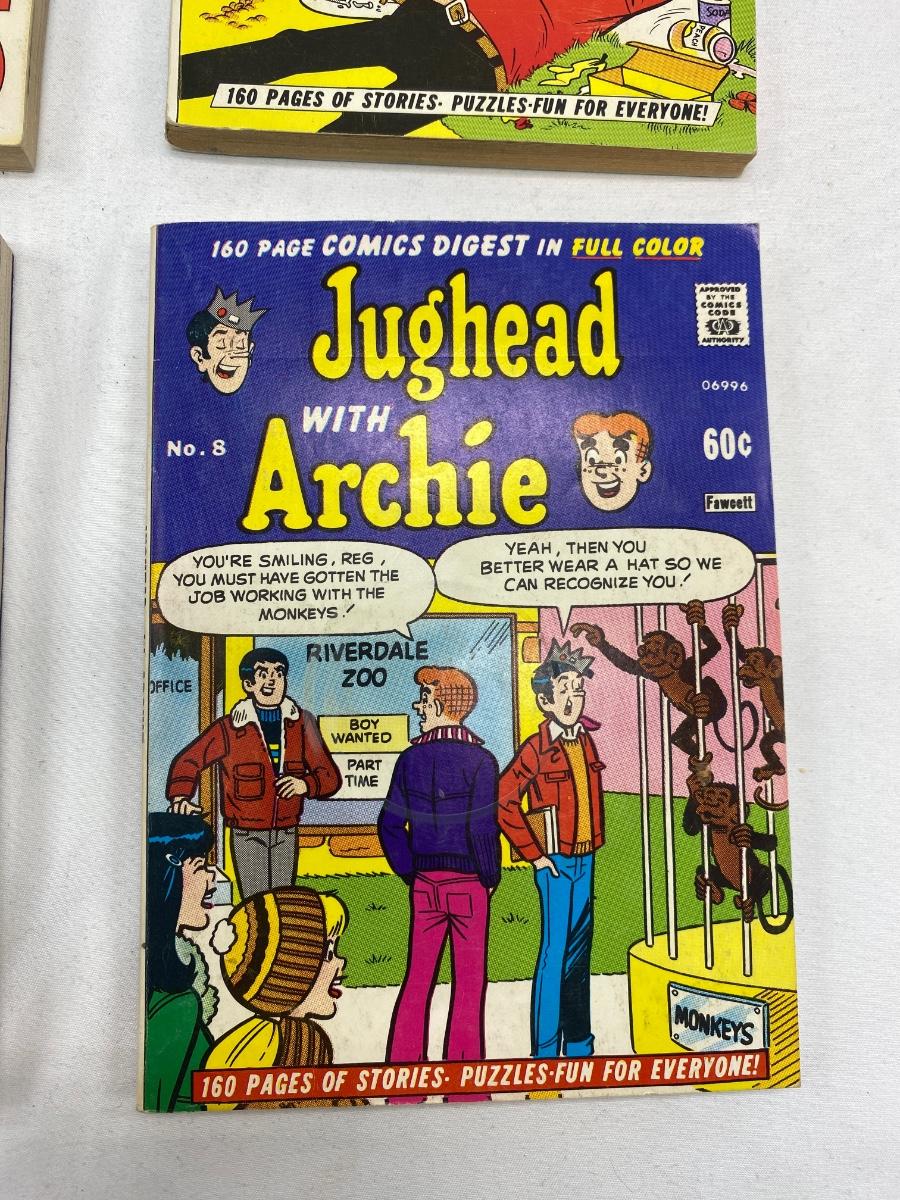 SODA
PEACH
160 PAGES OF STORIES· PUZZLES·FUN FOR EVERYONE!
160 PAGE COMICS DIGEST IN FULL COLOR
Jughead
WITH
Archie
APPROVED
BY THE
COMICS
CODE
AUTHORITY
06996
No. 8
60¢
Fawcett
YOU'RE SMILING, REG,
YOU MUST HAVE GOTTEN THE
JOB WORKING WITH THE
MONKEYS!
YEAH, THEN YOU
BETTER WEAR A HAT SO WE
CAN RECOGNIZE YOU!
OFFICE
RIVERDALE
ZOO
BOY
WANTED
PART
TIME
MONKEYS
160 PAGES OF STORIES· PUZZLES·FUN FOR EVERYONE!